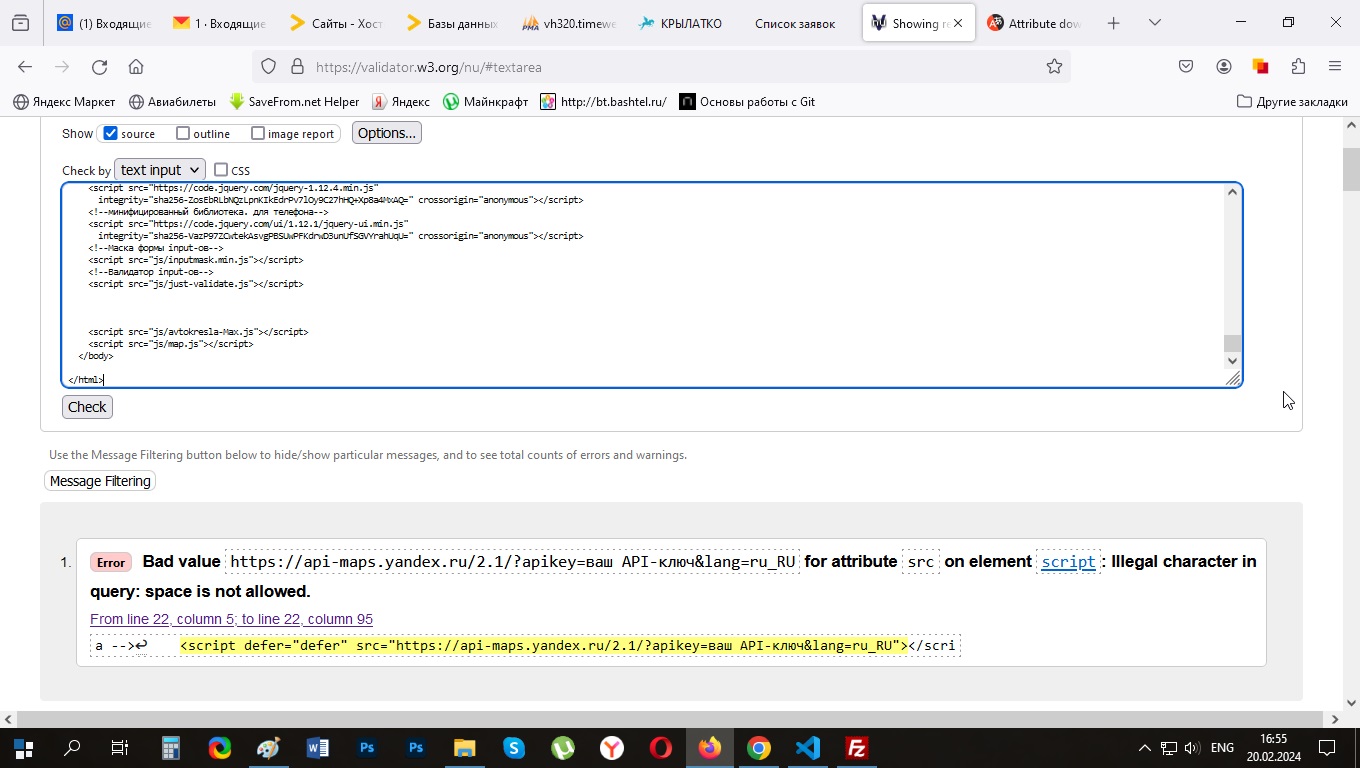 (1) Входящие
1 · Входящие
Сайты - Хост
Базы данных
vh320.timewe
КРЫЛАТКО
Список заявок
Showing re
Attribute dow
https://validator.w3.org/nu/#textarea
Яндекс Маркет
Авиабилеты
SaveFrom.net Helper
Яндекс
Майнкрафт
http://bt.bashtel.ru/
Основы работы с Git
Другие закладки
Show source outline image report Options...
Check by text input CSS
<script src="https://code.jquery.com/jquery-1.12.4.min.js"
integrity="sha256-ZosEbRLbNQzLpnKIkEdrPv7lOy9C27hHQ+Xp8a4MxAQ=" crossorigin="anonymous"></script>
<!--минифицированный библиотека. для телефона-->
<script src="https://code.jquery.com/ui/1.12.1/jquery-ui.min.js"
integrity="sha256-VazP97ZCwtekAsvgPBSUwPFKdrwD3unUfSGVYrahUqU=" crossorigin="anonymous"></script>
<!--Маска формы input-ов-->
<script src="js/inputmask.min.js"></script>
<!--Валидатор input-ов-->
<script src="js/just-validate.js"></script>
<script src="js/avtokresla-Max.js"></script>
<script src="js/map.js"></script>
</body>
</html>
Check
Use the Message Filtering button below to hide/show particular messages, and to see total counts of errors and warnings.
Message Filtering
1. Error Bad value https://api-maps.yandex.ru/2.1/?apikey=ваш API-ключ&lang=ru_RU for attribute src on element script: Illegal character in
query: space is not allowed.
From line 22, column 5; to line 22, column 95
a -->↩ <script defer="defer" src="https://api-maps.yandex.ru/2.1/?apikey=ваш API-ключ&lang=ru_RU"></scri
ENG
16:55
20.02.2024